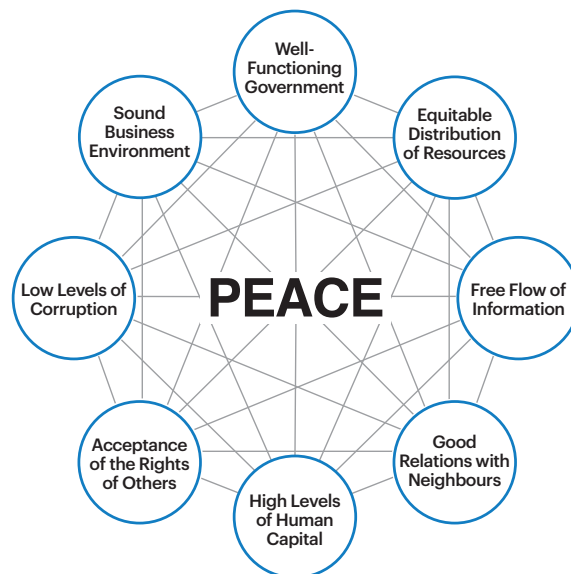 Well-
Functioning
Government
Equitable
Distribution
of Resources
Free Flow of
Information
Good
Relations with
Neighbours
High Levels
of Human
Capital
Acceptance
of the Rights
of Others
Low Levels of
Corruption
Sound
Business
Environment
PEACE